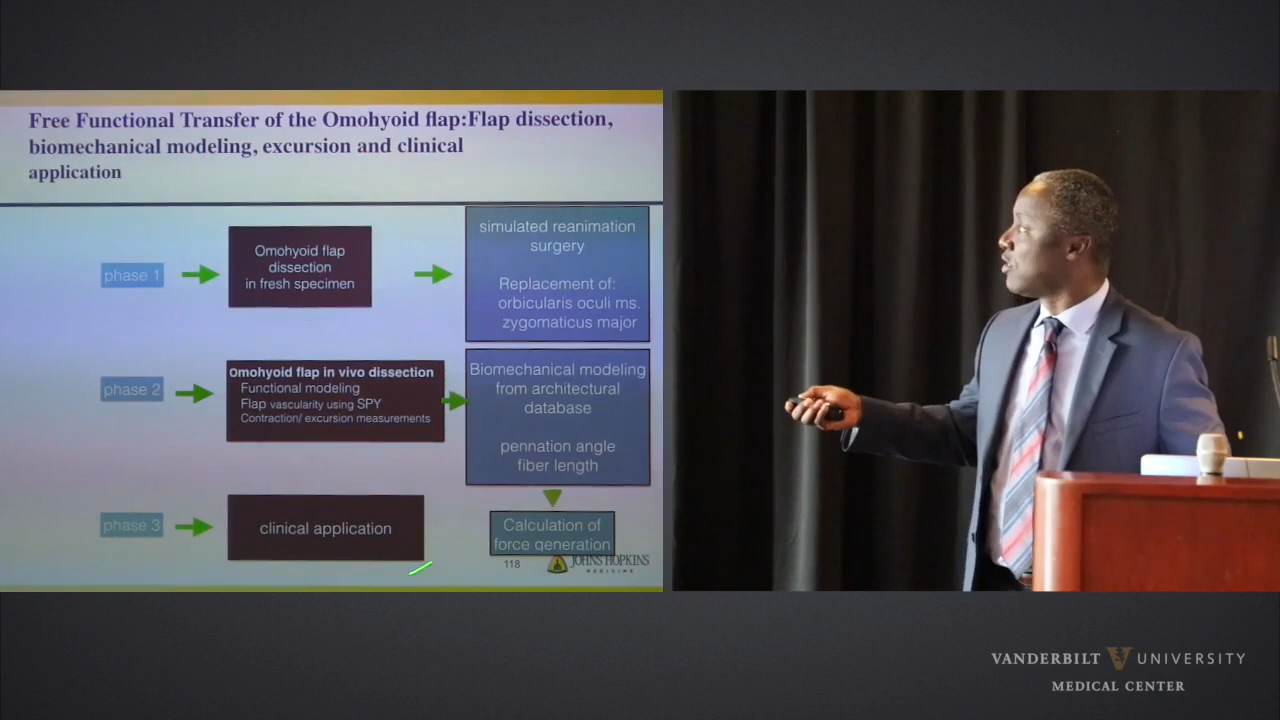 Free Functional Transfer of the Omohyoid flap:Flap dissection,
biomechanical modeling, excursion and clinical
application
phase 1
Omohyoid flap
dissection
in fresh specimen
simulated reanimation
surgery
Replacement of:
orbicularis oculi ms.
zygomaticus major
phase 2
Omohyoid flap in vivo dissection
Functional modeling
Flap vascularity using SPY
Contraction/ excursion measurements
Biomechanical modeling
from architectural
database
pennation angle
fiber length
phase 3
clinical application
Calculation of
force generation
118
JOHNS HOPKINS
MEDICINE
VANDERBILT V UNIVERSITY
MEDICAL CENTER